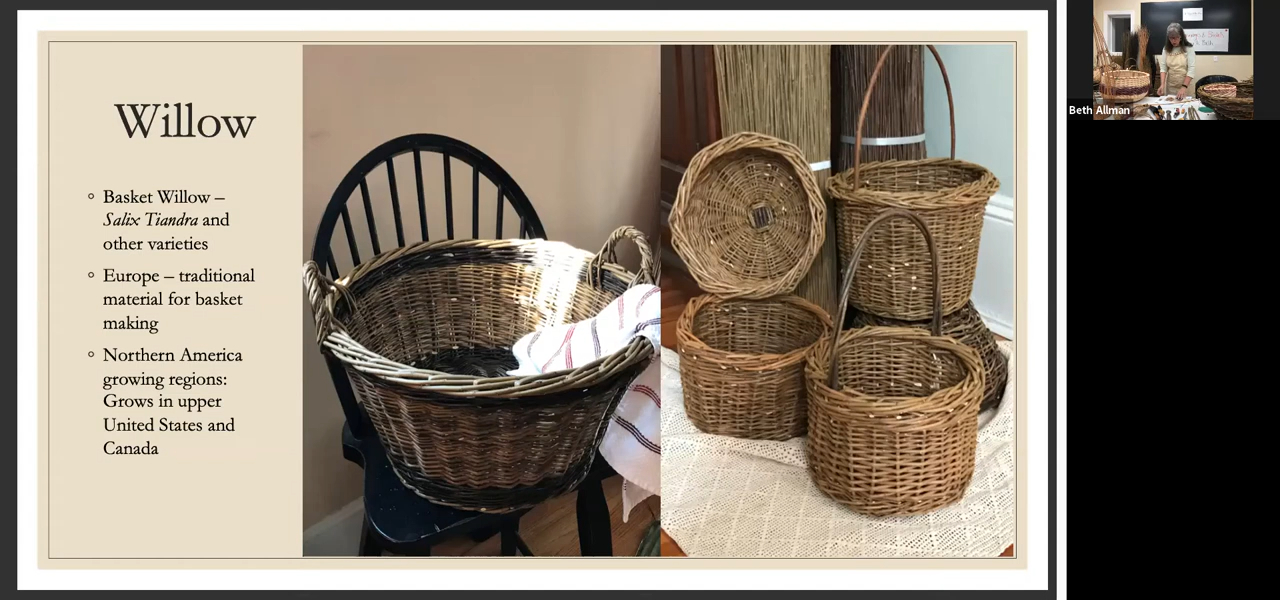 Willow
◦ Basket Willow –
Salix Tiandra and
other varieties
◦ Europe – traditional
material for basket
making
◦ Northern America
growing regions:
Grows in upper
United States and
Canada
Beth Allman